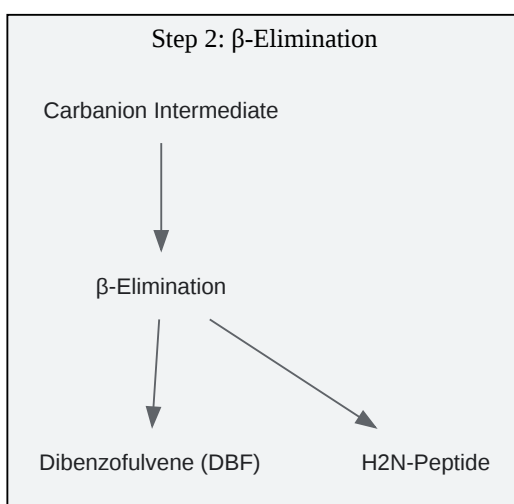 Step 2: β-Elimination
Carbanion Intermediate
β-Elimination
Dibenzofulvene (DBF)
H2N-Peptide